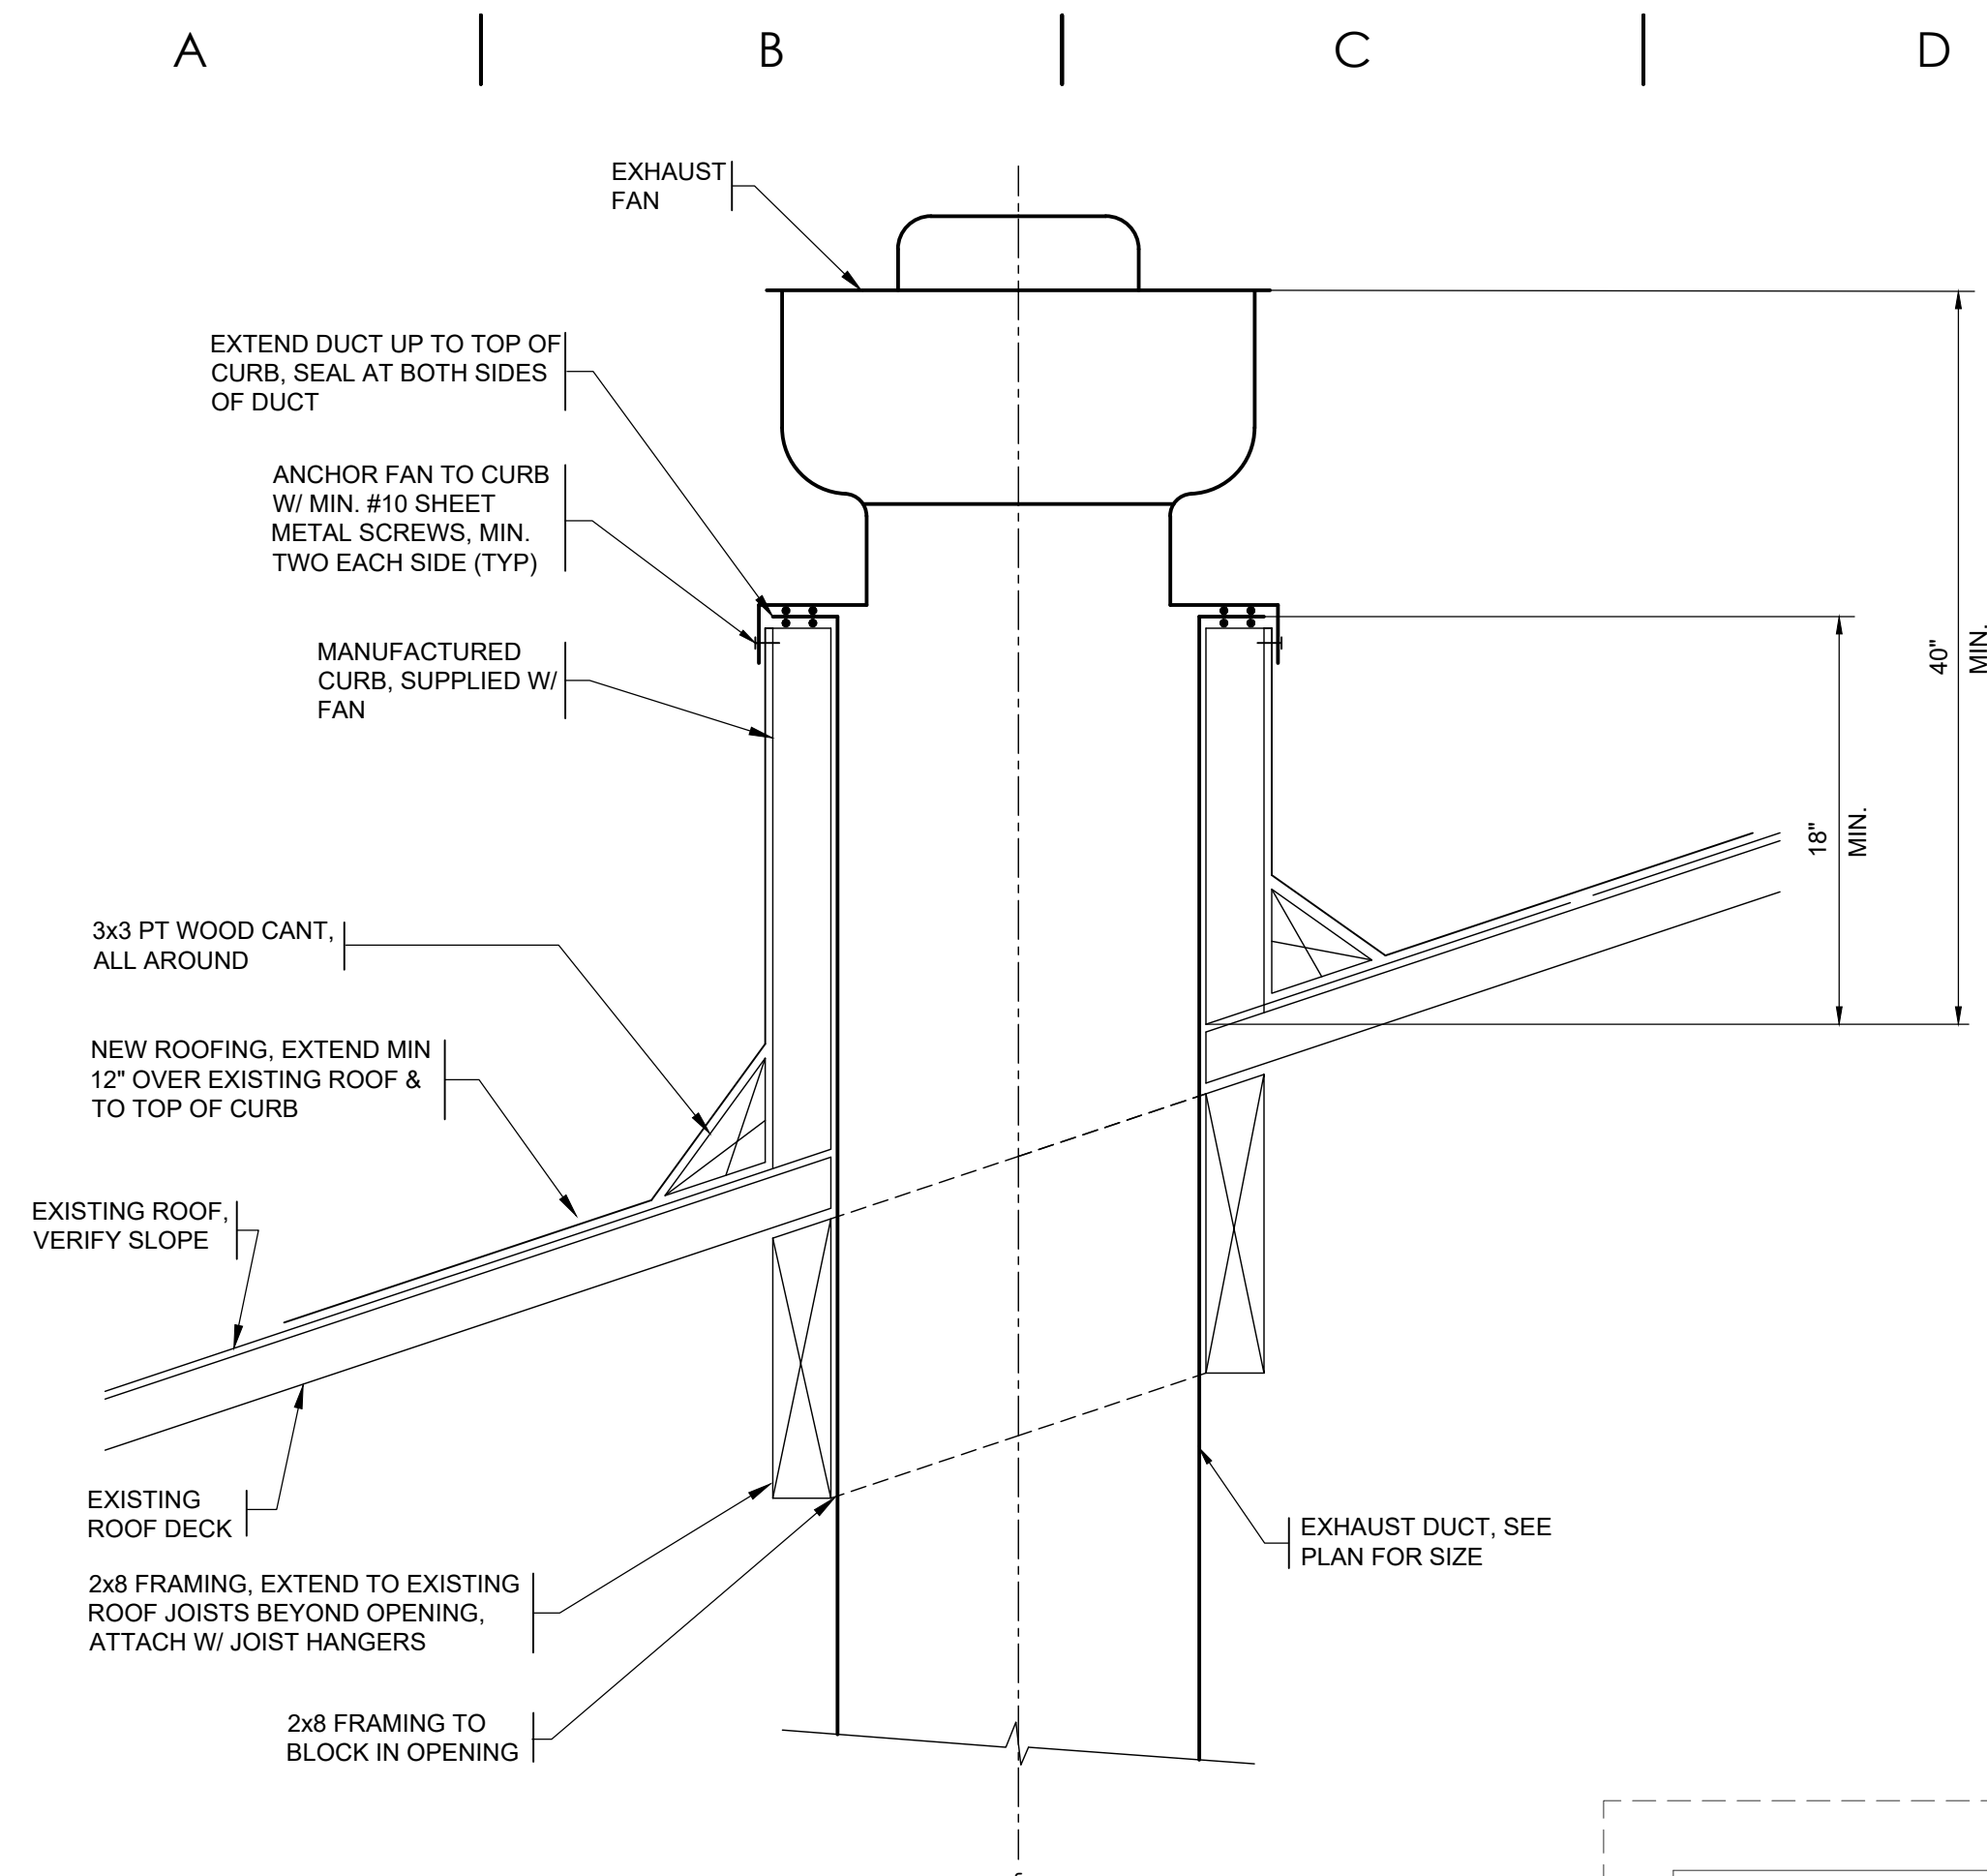 A
B
C
D
EXHAUST
FAN
EXTEND DUCT UP TO TOP OF
CURB, SEAL AT BOTH SIDES
OF DUCT
ANCHOR FAN TO CURB
W/ MIN. #10 SHEET
METAL SCREWS, MIN.
TWO EACH SIDE (TYP)
MANUFACTURED
CURB, SUPPLIED W/
FAN
40"
MIN.
18"
MIN.
3x3 PT WOOD CANT,
ALL AROUND
NEW ROOFING, EXTEND MIN
12" OVER EXISTING ROOF &
TO TOP OF CURB
EXISTING ROOF,
VERIFY SLOPE
EXISTING
ROOF DECK
2x8 FRAMING, EXTEND TO EXISTING
ROOF JOISTS BEYOND OPENING,
ATTACH W/ JOIST HANGERS
2x8 FRAMING TO
BLOCK IN OPENING
EXHAUST DUCT, SEE
PLAN FOR SIZE